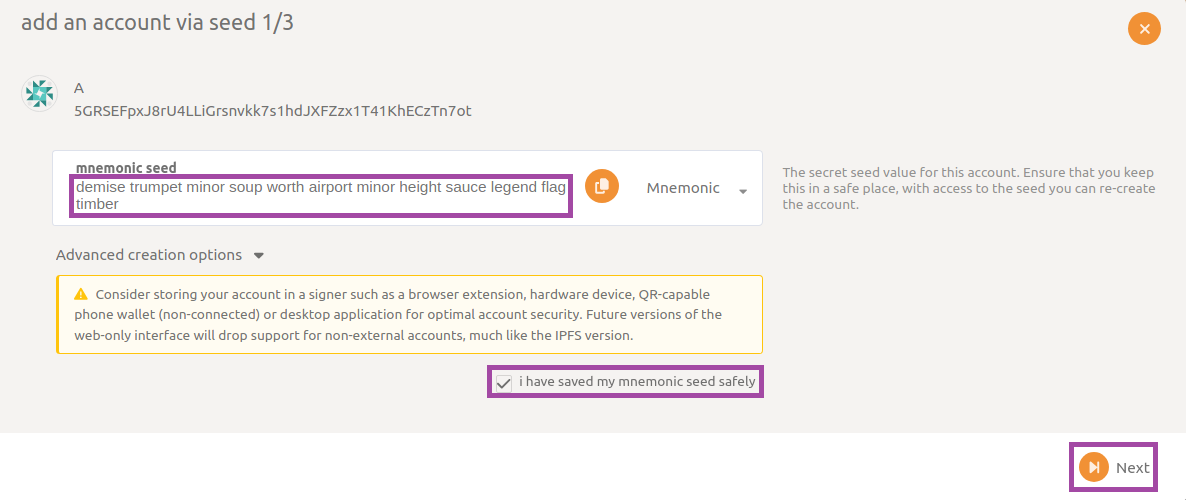 add an account via seed 1/3
A
5GRSEFpxJ8rU4LLiGrsnvkk7s1hdJXFZzx1T41KhECzTn7ot
mnemonic seed
demise trumpet minor soup worth airport minor height sauce legend flag
timber
Mnemonic
The secret seed value for this account. Ensure that you keep
this in a safe place, with access to the seed you can re-create
the account.
Advanced creation options
Consider storing your account in a signer such as a browser extension, hardware device, QR-capable
phone wallet (non-connected) or desktop application for optimal account security. Future versions of the
web-only interface will drop support for non-external accounts, much like the IPFS version.
i have saved my mnemonic seed safely
Next